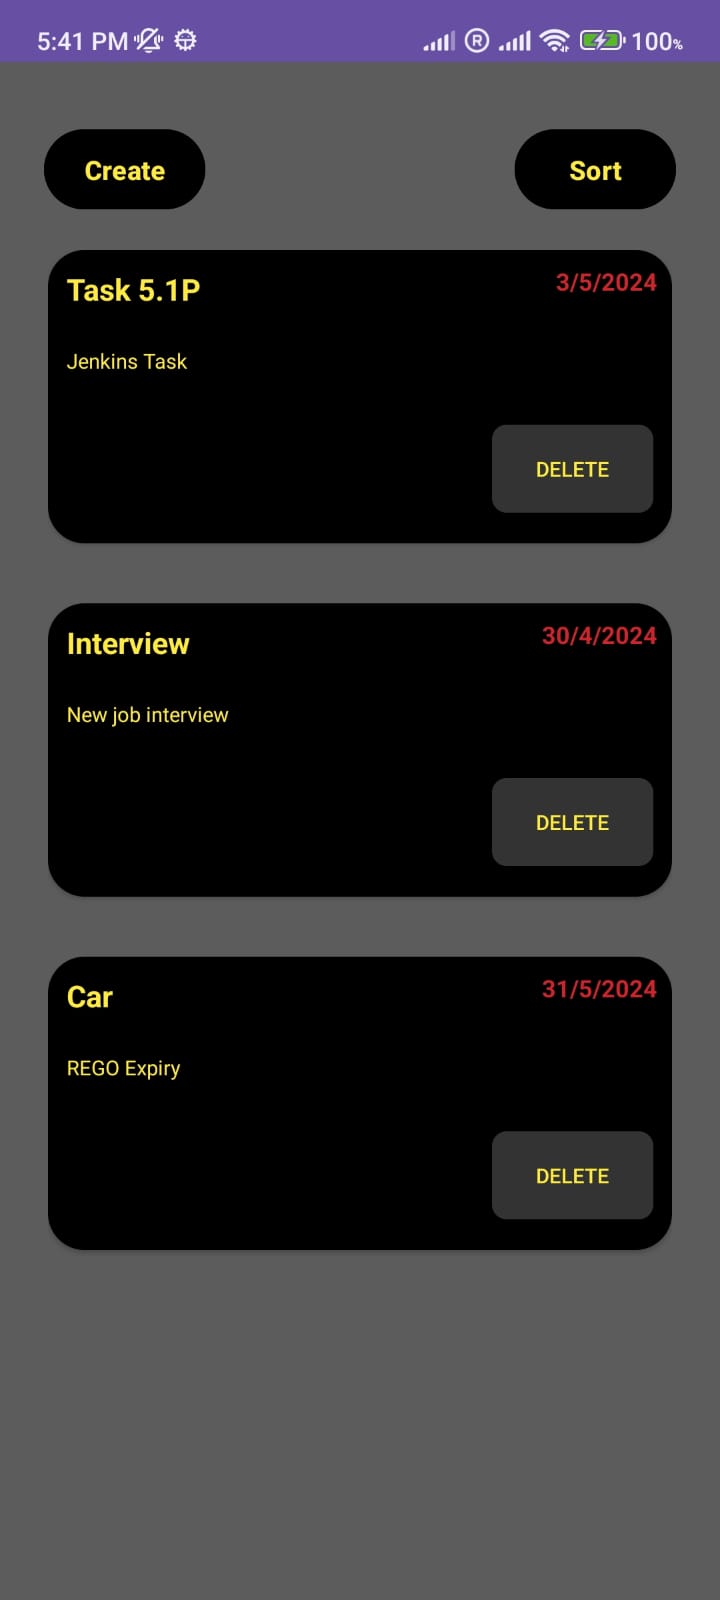 5:41 PM R 100%
Create Sort
Task 5.1P 3/5/2024
Jenkins Task
DELETE
Interview 30/4/2024
New job interview
DELETE
Car 31/5/2024
REGO Expiry
DELETE